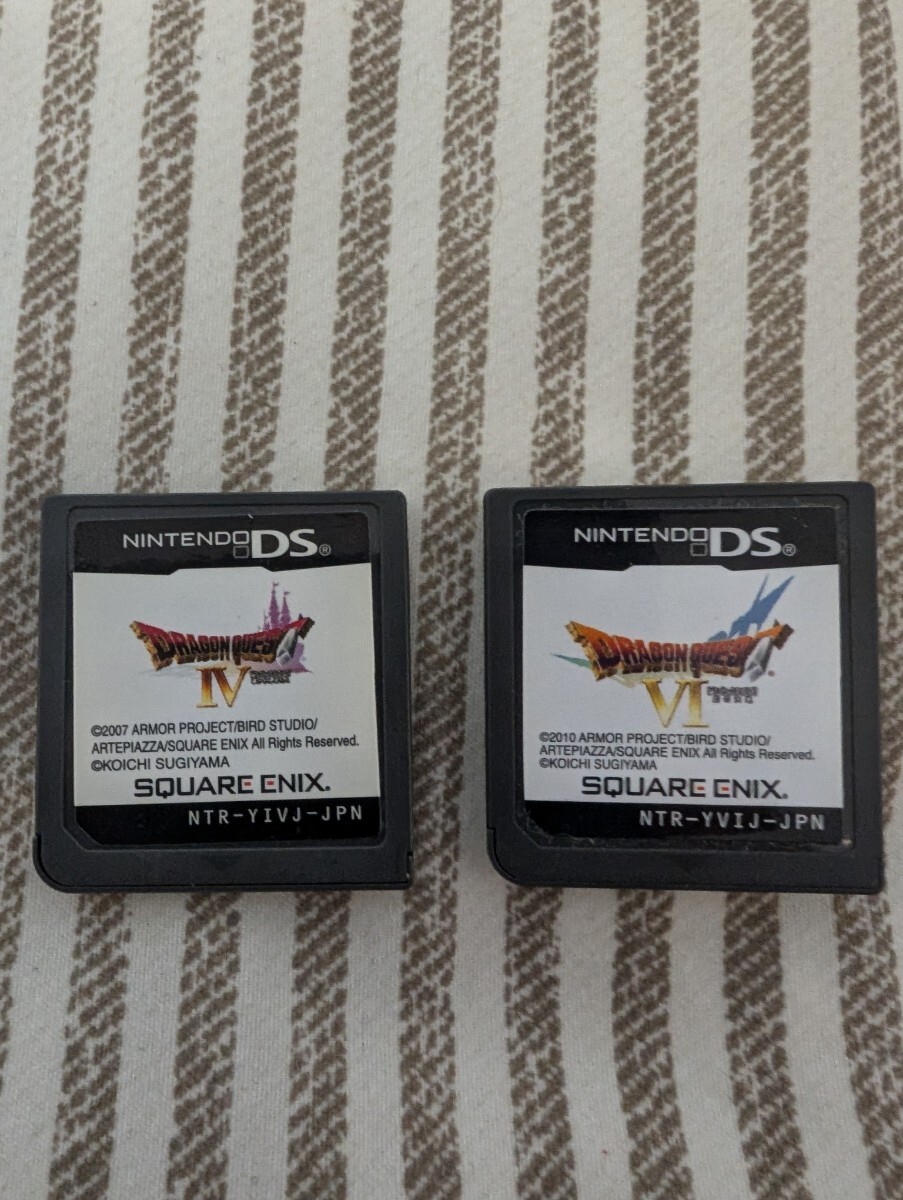 NINTENDO DS®
DRAGON QUEST
IV
©2007 ARMOR PROJECT/BIRD STUDIO/
ARTEPIAZZA/SQUARE ENIX All Rights Reserved.
©KOICHI SUGIYAMA
SQUARE ENIX.
NTR-YIVJ-JPN
NINTENDO DS®
DRAGON QUEST®
VI
©2010 ARMOR PROJECT/BIRD STUDIO/
ARTEPIAZZA/SQUARE ENIX All Rights Reserved.
©KOICHI SUGIYAMA
SQUARE ENIX.
NTR-YVIJ-JPN